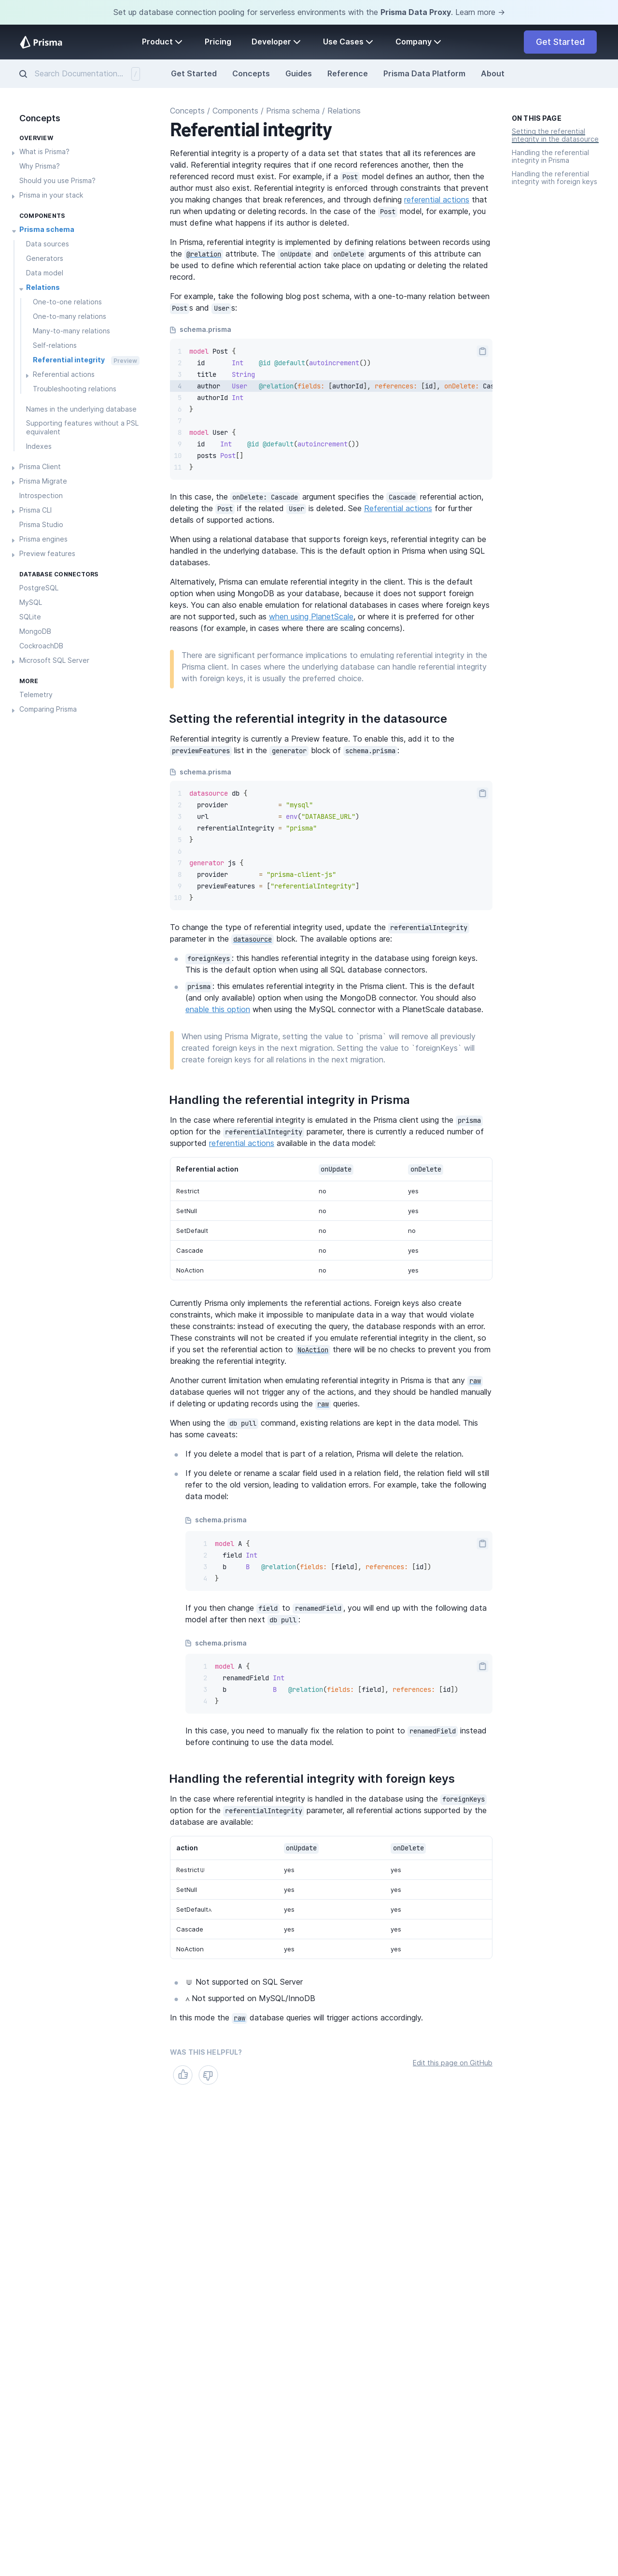 Set up database connection pooling for serverless environments with the Prisma Data Proxy. Learn more →
Prisma
Product
Pricing
Developer
Use Cases
Company
Get Started
Search Documentation...
/
Get Started
Concepts
Guides
Reference
Prisma Data Platform
About
Concepts
OVERVIEW
What is Prisma?
Why Prisma?
Should you use Prisma?
Prisma in your stack
COMPONENTS
Prisma schema
Data sources
Generators
Data model
Relations
One-to-one relations
One-to-many relations
Many-to-many relations
Self-relations
Referential integrity Preview
Referential actions
Troubleshooting relations
Names in the underlying database
Supporting features without a PSL
equivalent
Indexes
Prisma Client
Prisma Migrate
Introspection
Prisma CLI
Prisma Studio
Prisma engines
Preview features
DATABASE CONNECTORS
PostgreSQL
MySQL
SQLite
MongoDB
CockroachDB
Microsoft SQL Server
MORE
Telemetry
Comparing Prisma
Concepts / Components / Prisma schema / Relations
Referential integrity
Referential integrity is a property of a data set that states that all its references are
valid. Referential integrity requires that if one record references another, then the
referenced record must exist. For example, if a Post model defines an author, then the
author must also exist. Referential integrity is enforced through constraints that prevent
you making changes that break references, and through defining referential actions that
run when updating or deleting records. In the case of the Post model, for example, you
must define what happens if its author is deleted.
In Prisma, referential integrity is implemented by defining relations between records using
the @relation attribute. The onUpdate and onDelete arguments of this attribute can
be used to define which referential action take place on updating or deleting the related
record.
For example, take the following blog post schema, with a one-to-many relation between
Post s and User s:
schema.prisma
1 model Post {
2 id Int @id @default(autoincrement())
3 title String
4 author User @relation(fields: [authorId], references: [id], onDelete: Cas
5 authorId Int
6 }
7
8 model User {
9 id Int @id @default(autoincrement())
10 posts Post[]
11 }
In this case, the onDelete: Cascade argument specifies the Cascade referential action,
deleting the Post if the related User is deleted. See Referential actions for further
details of supported actions.
When using a relational database that supports foreign keys, referential integrity can be
handled in the underlying database. This is the default option in Prisma when using SQL
databases.
Alternatively, Prisma can emulate referential integrity in the client. This is the default
option when using MongoDB as your database, because it does not support foreign
keys. You can also enable emulation for relational databases in cases where foreign keys
are not supported, such as when using PlanetScale, or where it is preferred for other
reasons (for example, in cases where there are scaling concerns).
There are significant performance implications to emulating referential integrity in the
Prisma client. In cases where the underlying database can handle referential integrity
with foreign keys, it is usually the preferred choice.
Setting the referential integrity in the datasource
Referential integrity is currently a Preview feature. To enable this, add it to the
previewFeatures list in the generator block of schema.prisma :
schema.prisma
1 datasource db {
2 provider = "mysql"
3 url = env("DATABASE_URL")
4 referentialIntegrity = "prisma"
5 }
6
7 generator js {
8 provider = "prisma-client-js"
9 previewFeatures = ["referentialIntegrity"]
10 }
To change the type of referential integrity used, update the referentialIntegrity
parameter in the datasource block. The available options are:
foreignKeys : this handles referential integrity in the database using foreign keys.
This is the default option when using all SQL database connectors.
prisma : this emulates referential integrity in the Prisma client. This is the default
(and only available) option when using the MongoDB connector. You should also
enable this option when using the MySQL connector with a PlanetScale database.
When using Prisma Migrate, setting the value to `prisma` will remove all previously
created foreign keys in the next migration. Setting the value to `foreignKeys` will
create foreign keys for all relations in the next migration.
Handling the referential integrity in Prisma
In the case where referential integrity is emulated in the Prisma client using the prisma
option for the referentialIntegrity parameter, there is currently a reduced number of
supported referential actions available in the data model:
Referential action onUpdate onDelete
Restrict no yes
SetNull no yes
SetDefault no no
Cascade no yes
NoAction no yes
Currently Prisma only implements the referential actions. Foreign keys also create
constraints, which make it impossible to manipulate data in a way that would violate
these constraints: instead of executing the query, the database responds with an error.
These constraints will not be created if you emulate referential integrity in the client, so
if you set the referential action to NoAction there will be no checks to prevent you from
breaking the referential integrity.
Another current limitation when emulating referential integrity in Prisma is that any raw
database queries will not trigger any of the actions, and they should be handled manually
if deleting or updating records using the raw queries.
When using the db pull command, existing relations are kept in the data model. This
has some caveats:
If you delete a model that is part of a relation, Prisma will delete the relation.
If you delete or rename a scalar field used in a relation field, the relation field will still
refer to the old version, leading to validation errors. For example, take the following
data model:
schema.prisma
1 model A {
2 field Int
3 b B @relation(fields: [field], references: [id])
4 }
If you then change field to renamedField , you will end up with the following data
model after then next db pull :
schema.prisma
1 model A {
2 renamedField Int
3 b B @relation(fields: [field], references: [id])
4 }
In this case, you need to manually fix the relation to point to renamedField instead
before continuing to use the data model.
Handling the referential integrity with foreign keys
In the case where referential integrity is handled in the database using the foreignKeys
option for the referentialIntegrity parameter, all referential actions supported by the
database are available:
action onUpdate onDelete
Restrict⋓ yes yes
SetNull yes yes
SetDefault⋏ yes yes
Cascade yes yes
NoAction yes yes
⋓ Not supported on SQL Server
⋏ Not supported on MySQL/InnoDB
In this mode the raw database queries will trigger actions accordingly.
WAS THIS HELPFUL?
Edit this page on GitHub
ON THIS PAGE
Setting the referential
integrity in the datasource
Handling the referential
integrity in Prisma
Handling the referential
integrity with foreign keys